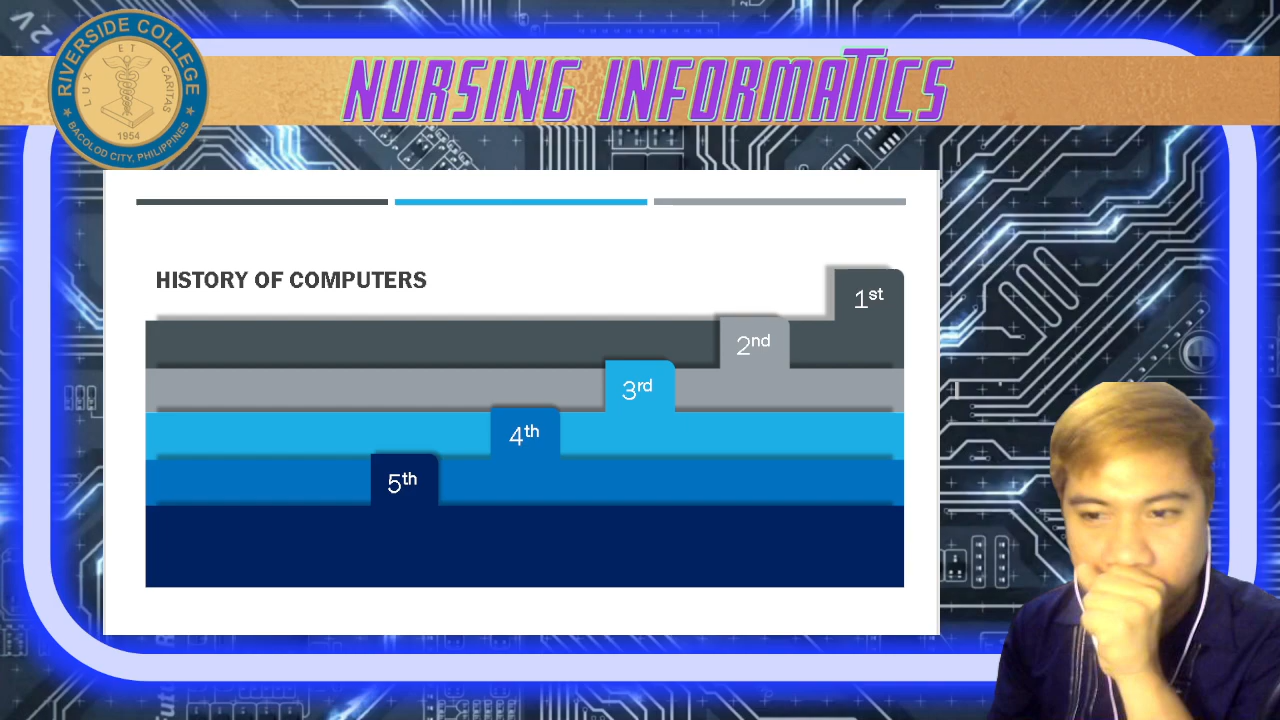 12V
RIVERSIDE COLLEGE
ET
LUX
CARITAS
1954
★ BACOLOD CITY, PHILIPPINES ★
NURSING INFORMATICS
HISTORY OF COMPUTERS
1st
2nd
3rd
4th
5th